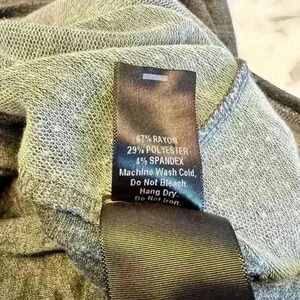 67% RAYON
29% POLYESTER
4% SPANDEX
Machine Wash Cold,
Do Not Bleach.
Hang Dry.
Do Not Iron.